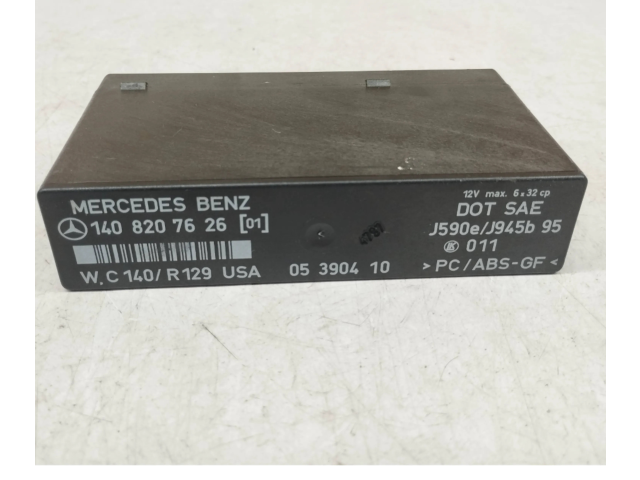 MERCEDES BENZ
140 820 76 26 [01]
W, C 140/ R 129 USA
05 3904 10
12V max. 6 x 32 cp
DOT SAE
J590e/J945b 95
011
> PC/ABS-GF <